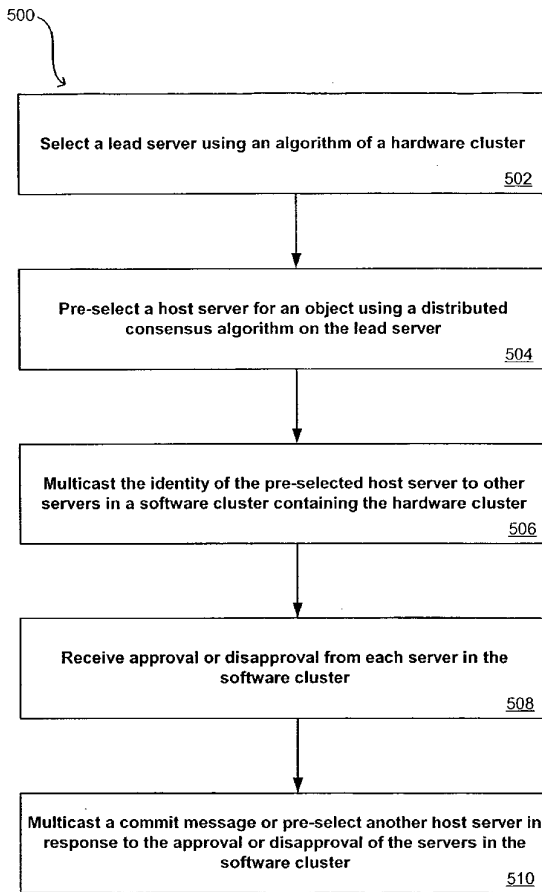 500
Select a lead server using an algorithm of a hardware cluster
502
Pre-select a host server for an object using a distributed
consensus algorithm on the lead server
504
Multicast the identity of the pre-selected host server to other
servers in a software cluster containing the hardware cluster
506
Receive approval or disapproval from each server in the
software cluster
508
Multicast a commit message or pre-select another host server in
response to the approval or disapproval of the servers in the
software cluster
510